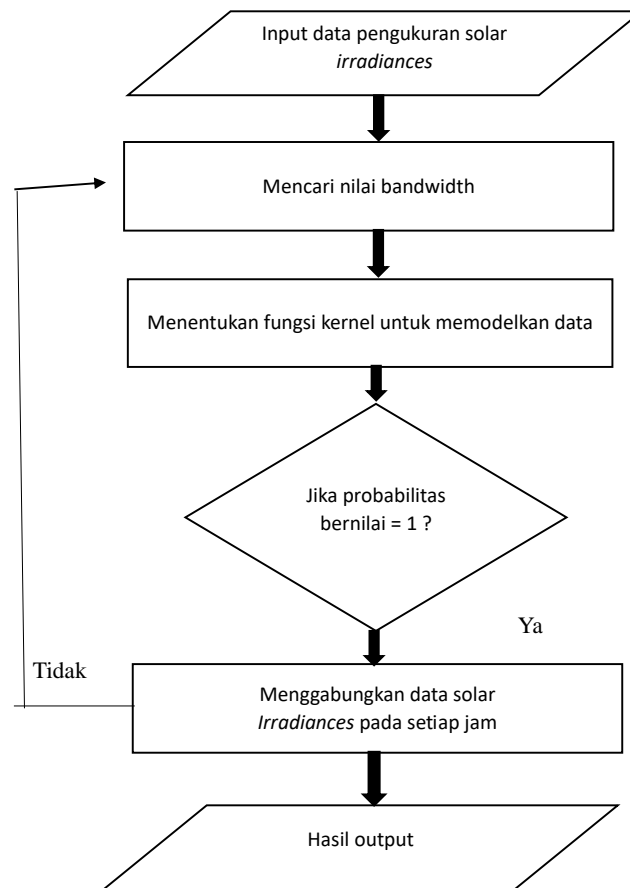 Input data pengukuran solar
irradiances
Mencari nilai bandwidth
Menentukan fungsi kernel untuk memodelkan data
Jika probabilitas
bernilai = 1 ?
Ya
Tidak
Menggabungkan data solar
Irradiances pada setiap jam
Hasil output